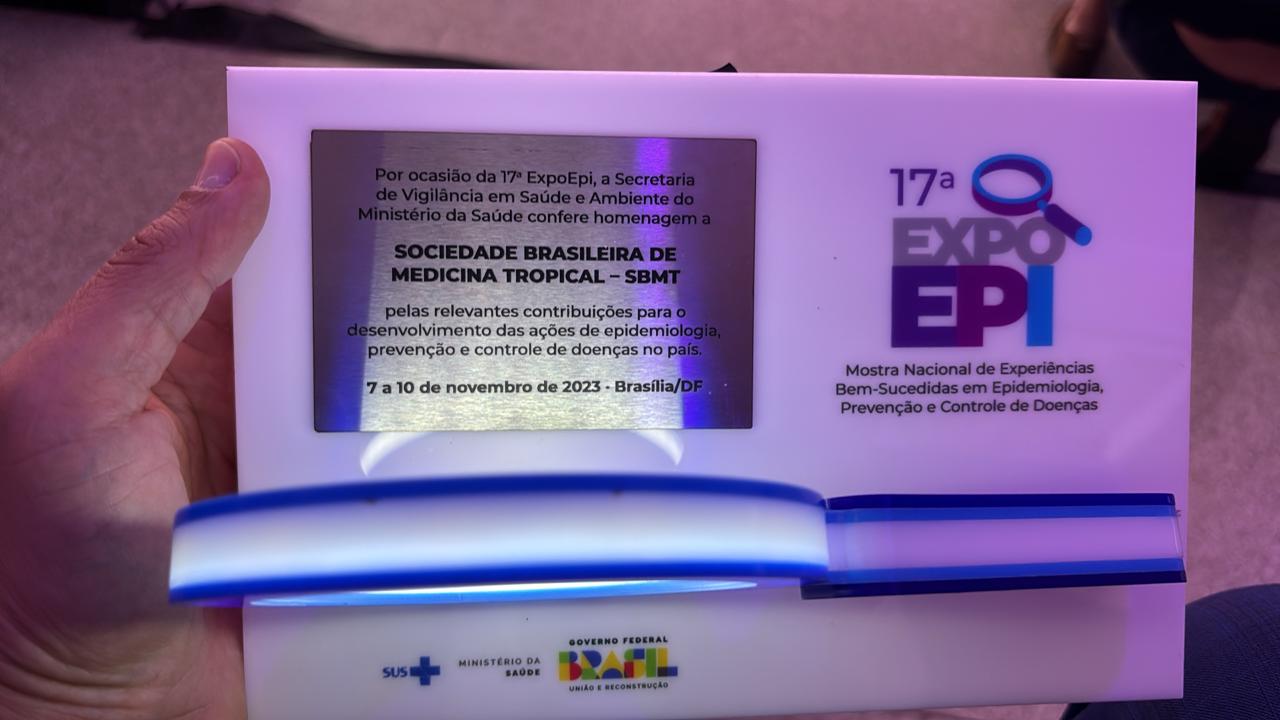 Por ocasião da 17ª ExpoEpi, a Secretaria
de Vigilância em Saúde e Ambiente do
Ministério da Saúde confere homenagem a
SOCIEDADE BRASILEIRA DE
MEDICINA TROPICAL – SBMT
pelas relevantes contribuições para o
desenvolvimento das ações de epidemiologia,
prevenção e controle de doenças no país.
7 a 10 de novembro de 2023 · Brasília/DF
17ª
EXPO
EPI
Mostra Nacional de Experiências
Bem-Sucedidas em Epidemiologia,
Prevenção e Controle de Doenças
SUS
MINISTÉRIO DA
SAÚDE
GOVERNO FEDERAL
BRASIL
UNIÃO E RECONSTRUÇÃO